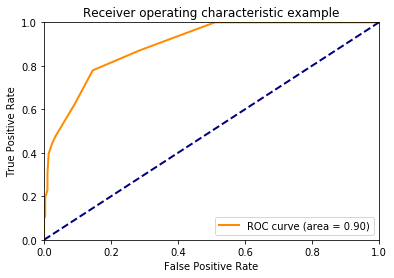 Receiver operating characteristic example
True Positive Rate
1.0
0.8
0.6
0.4
0.2
0.0
ROC curve (area = 0.90)
0.0 0.2 0.4 0.6 0.8 1.0
False Positive Rate